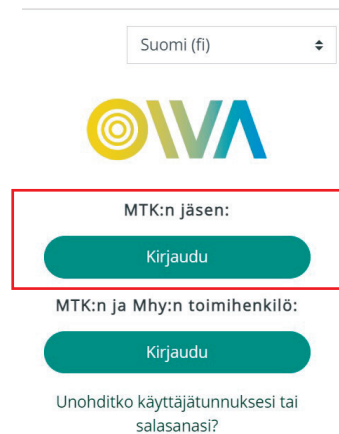 Suomi (fi)
OIVA
MTK:n jäsen:
Kirjaudu
MTK:n ja Mhy:n toimihenkilö:
Kirjaudu
Unohditko käyttäjätunnuksesi tai
salasanasi?